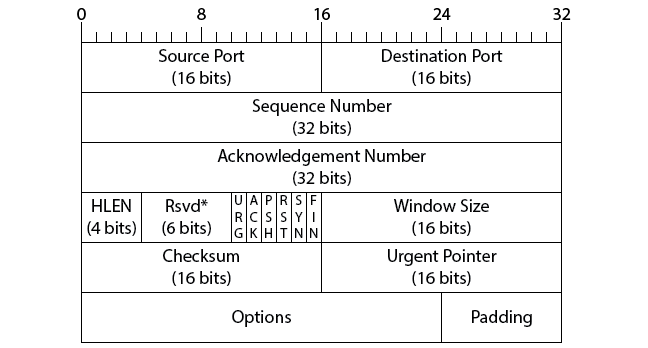 0 8 16 24 32
Source Port Destination Port
(16 bits) (16 bits)
Sequence Number
(32 bits)
Acknowledgement Number
(32 bits)
HLEN Rsvd* URG ACK PSH RST SYN FIN Window Size
(4 bits) (6 bits) (16 bits)
Checksum Urgent Pointer
(16 bits) (16 bits)
Options Padding